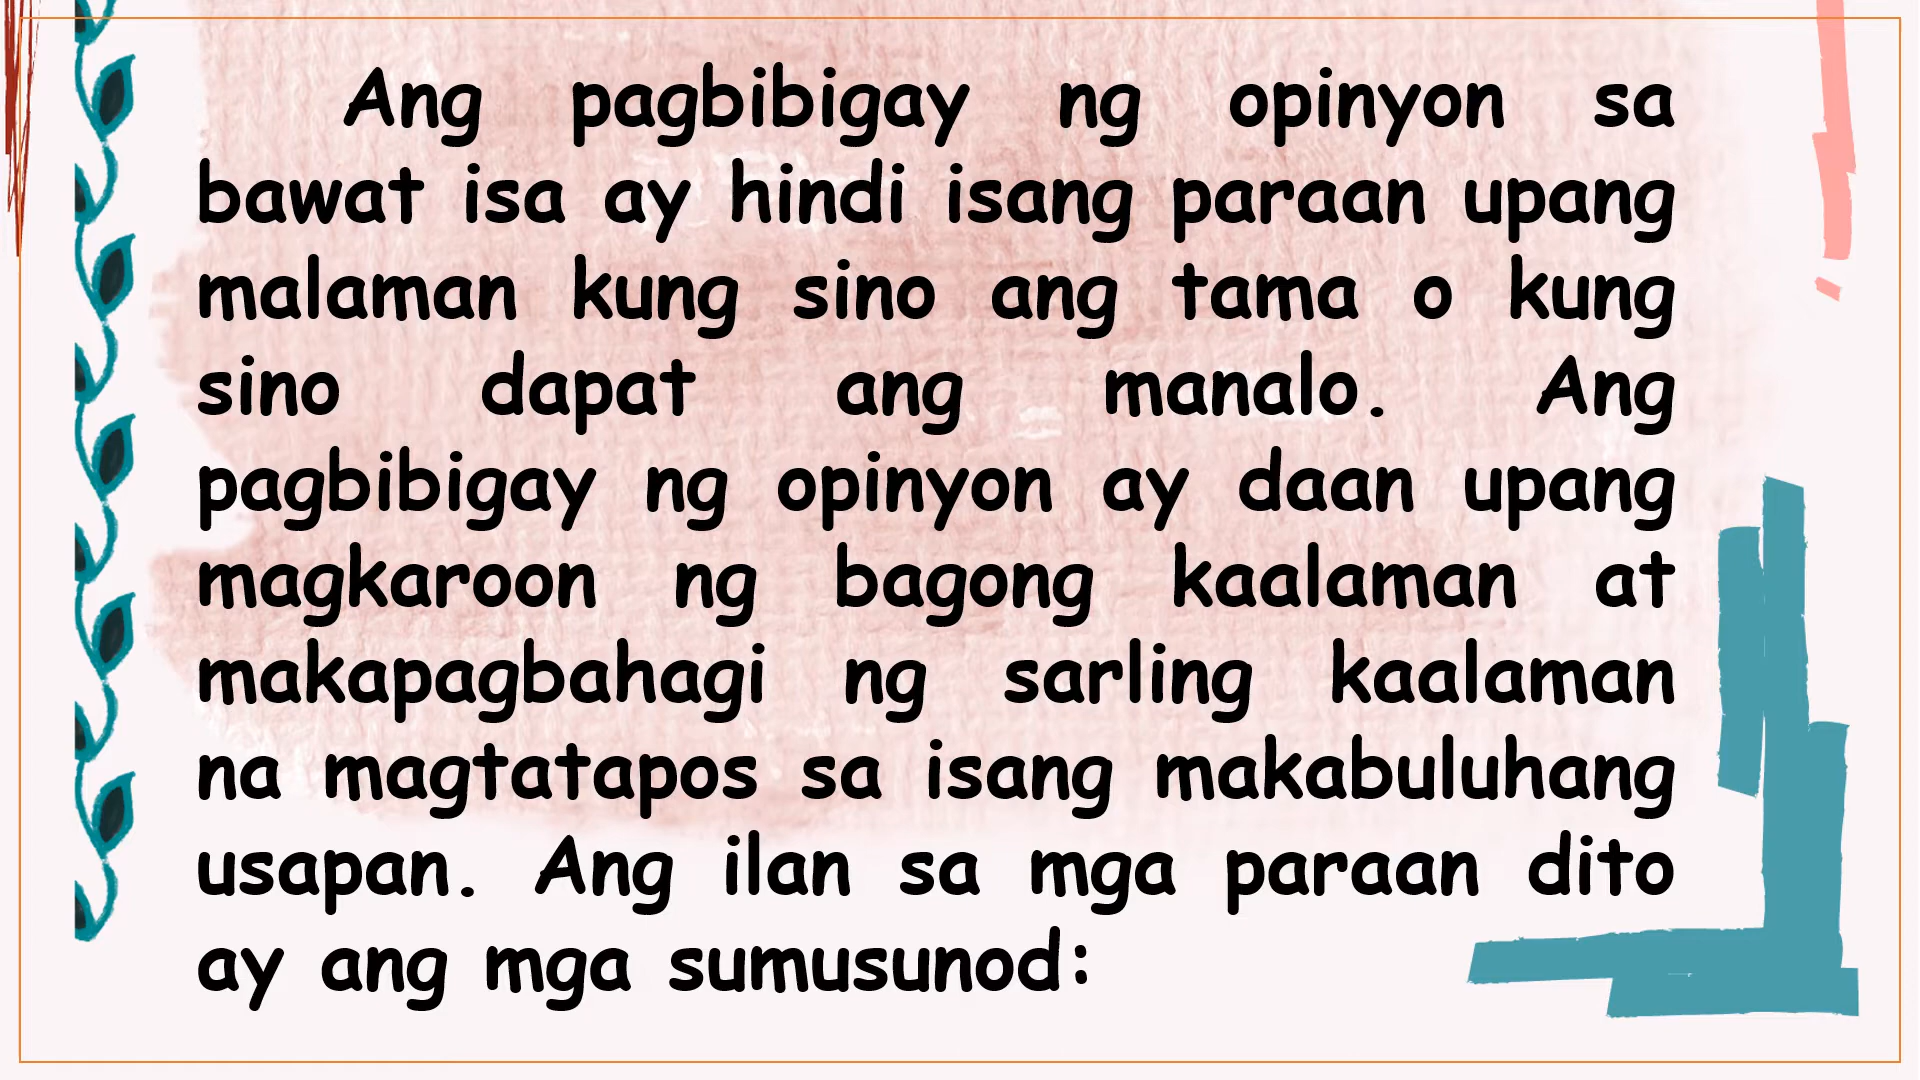 Ang pagbibigay ng opinyon sa
bawat isa ay hindi isang paraan upang
malaman kung sino ang tama o kung
sino dapat ang manalo. Ang
pagbibigay ng opinyon ay daan upang
magkaroon ng bagong kaalaman at
makapagbahagi ng sarling kaalaman
na magtatapos sa isang makabuluhang
usapan. Ang ilan sa mga paraan dito
ay ang mga sumusunod: